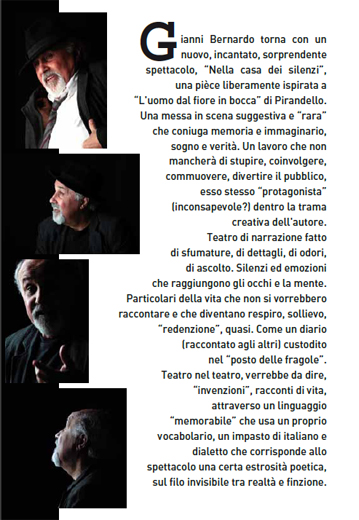 Gianni Bernardo torna con un
nuovo, incantato, sorprendente
spettacolo, "Nella casa dei silenzi",
una pièce liberamente ispirata a
"L'uomo dal fiore in bocca" di Pirandello.
Una messa in scena suggestiva e "rara"
che coniuga memoria e immaginario,
sogno e verità. Un lavoro che non
mancherà di stupire, coinvolgere,
commuovere, divertire il pubblico,
esso stesso "protagonista"
(inconsapevole?) dentro la trama
creativa dell'autore.
Teatro di narrazione fatto
di sfumature, di dettagli, di odori,
di ascolto. Silenzi ed emozioni
che raggiungono gli occhi e la mente.
Particolari della vita che non si vorrebbero
raccontare e che diventano respiro, sollievo,
"redenzione", quasi. Come un diario
(raccontato agli altri) custodito
nel "posto delle fragole".
Teatro nel teatro, verrebbe da dire,
"invenzioni", racconti di vita,
attraverso un linguaggio
"memorabile" che usa un proprio
vocabolario, un impasto di italiano e
dialetto che corrisponde allo
spettacolo una certa estrosità poetica,
sul filo invisibile tra realtà e finzione.